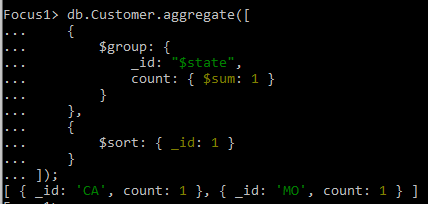 Focus1> db.Customer.aggregate([
...     {
...         $group: {
...             _id: "$state",
...             count: { $sum: 1 }
...         }
...     },
...     {
...         $sort: { _id: 1 }
...     }
... ]);
[ { _id: 'CA', count: 1 }, { _id: 'MO', count: 1 } ]
Focus1>